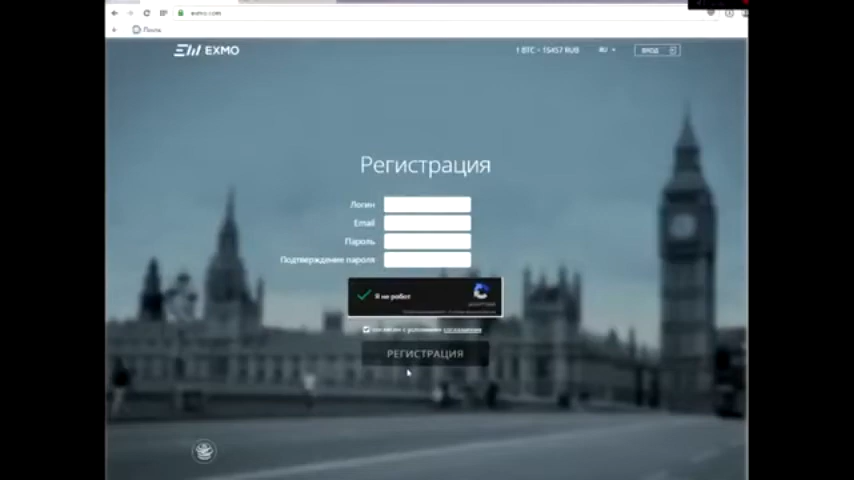 exmo.com
Почта
EXMO
1 BTC - 15457 RUB
RU
ВХОД
Регистрация
Логин
Email
Пароль
Подтверждение пароля
Я не робот
согласен с условиями соглашения
РЕГИСТРАЦИЯ